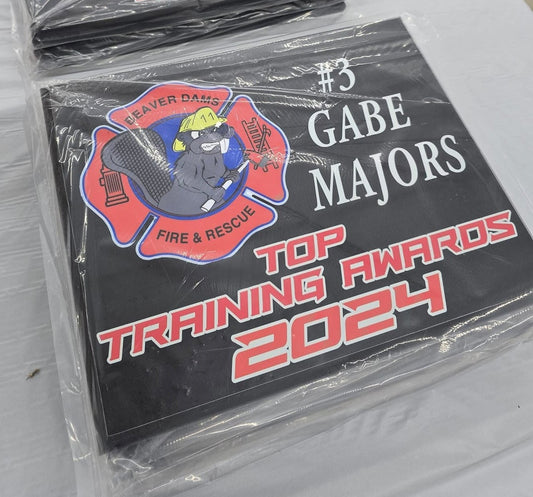 BEAVER DAMS
11
FIRE & RESCUE
#3
GABE
MAJORS
TOP
TRAINING AWARDS
2024